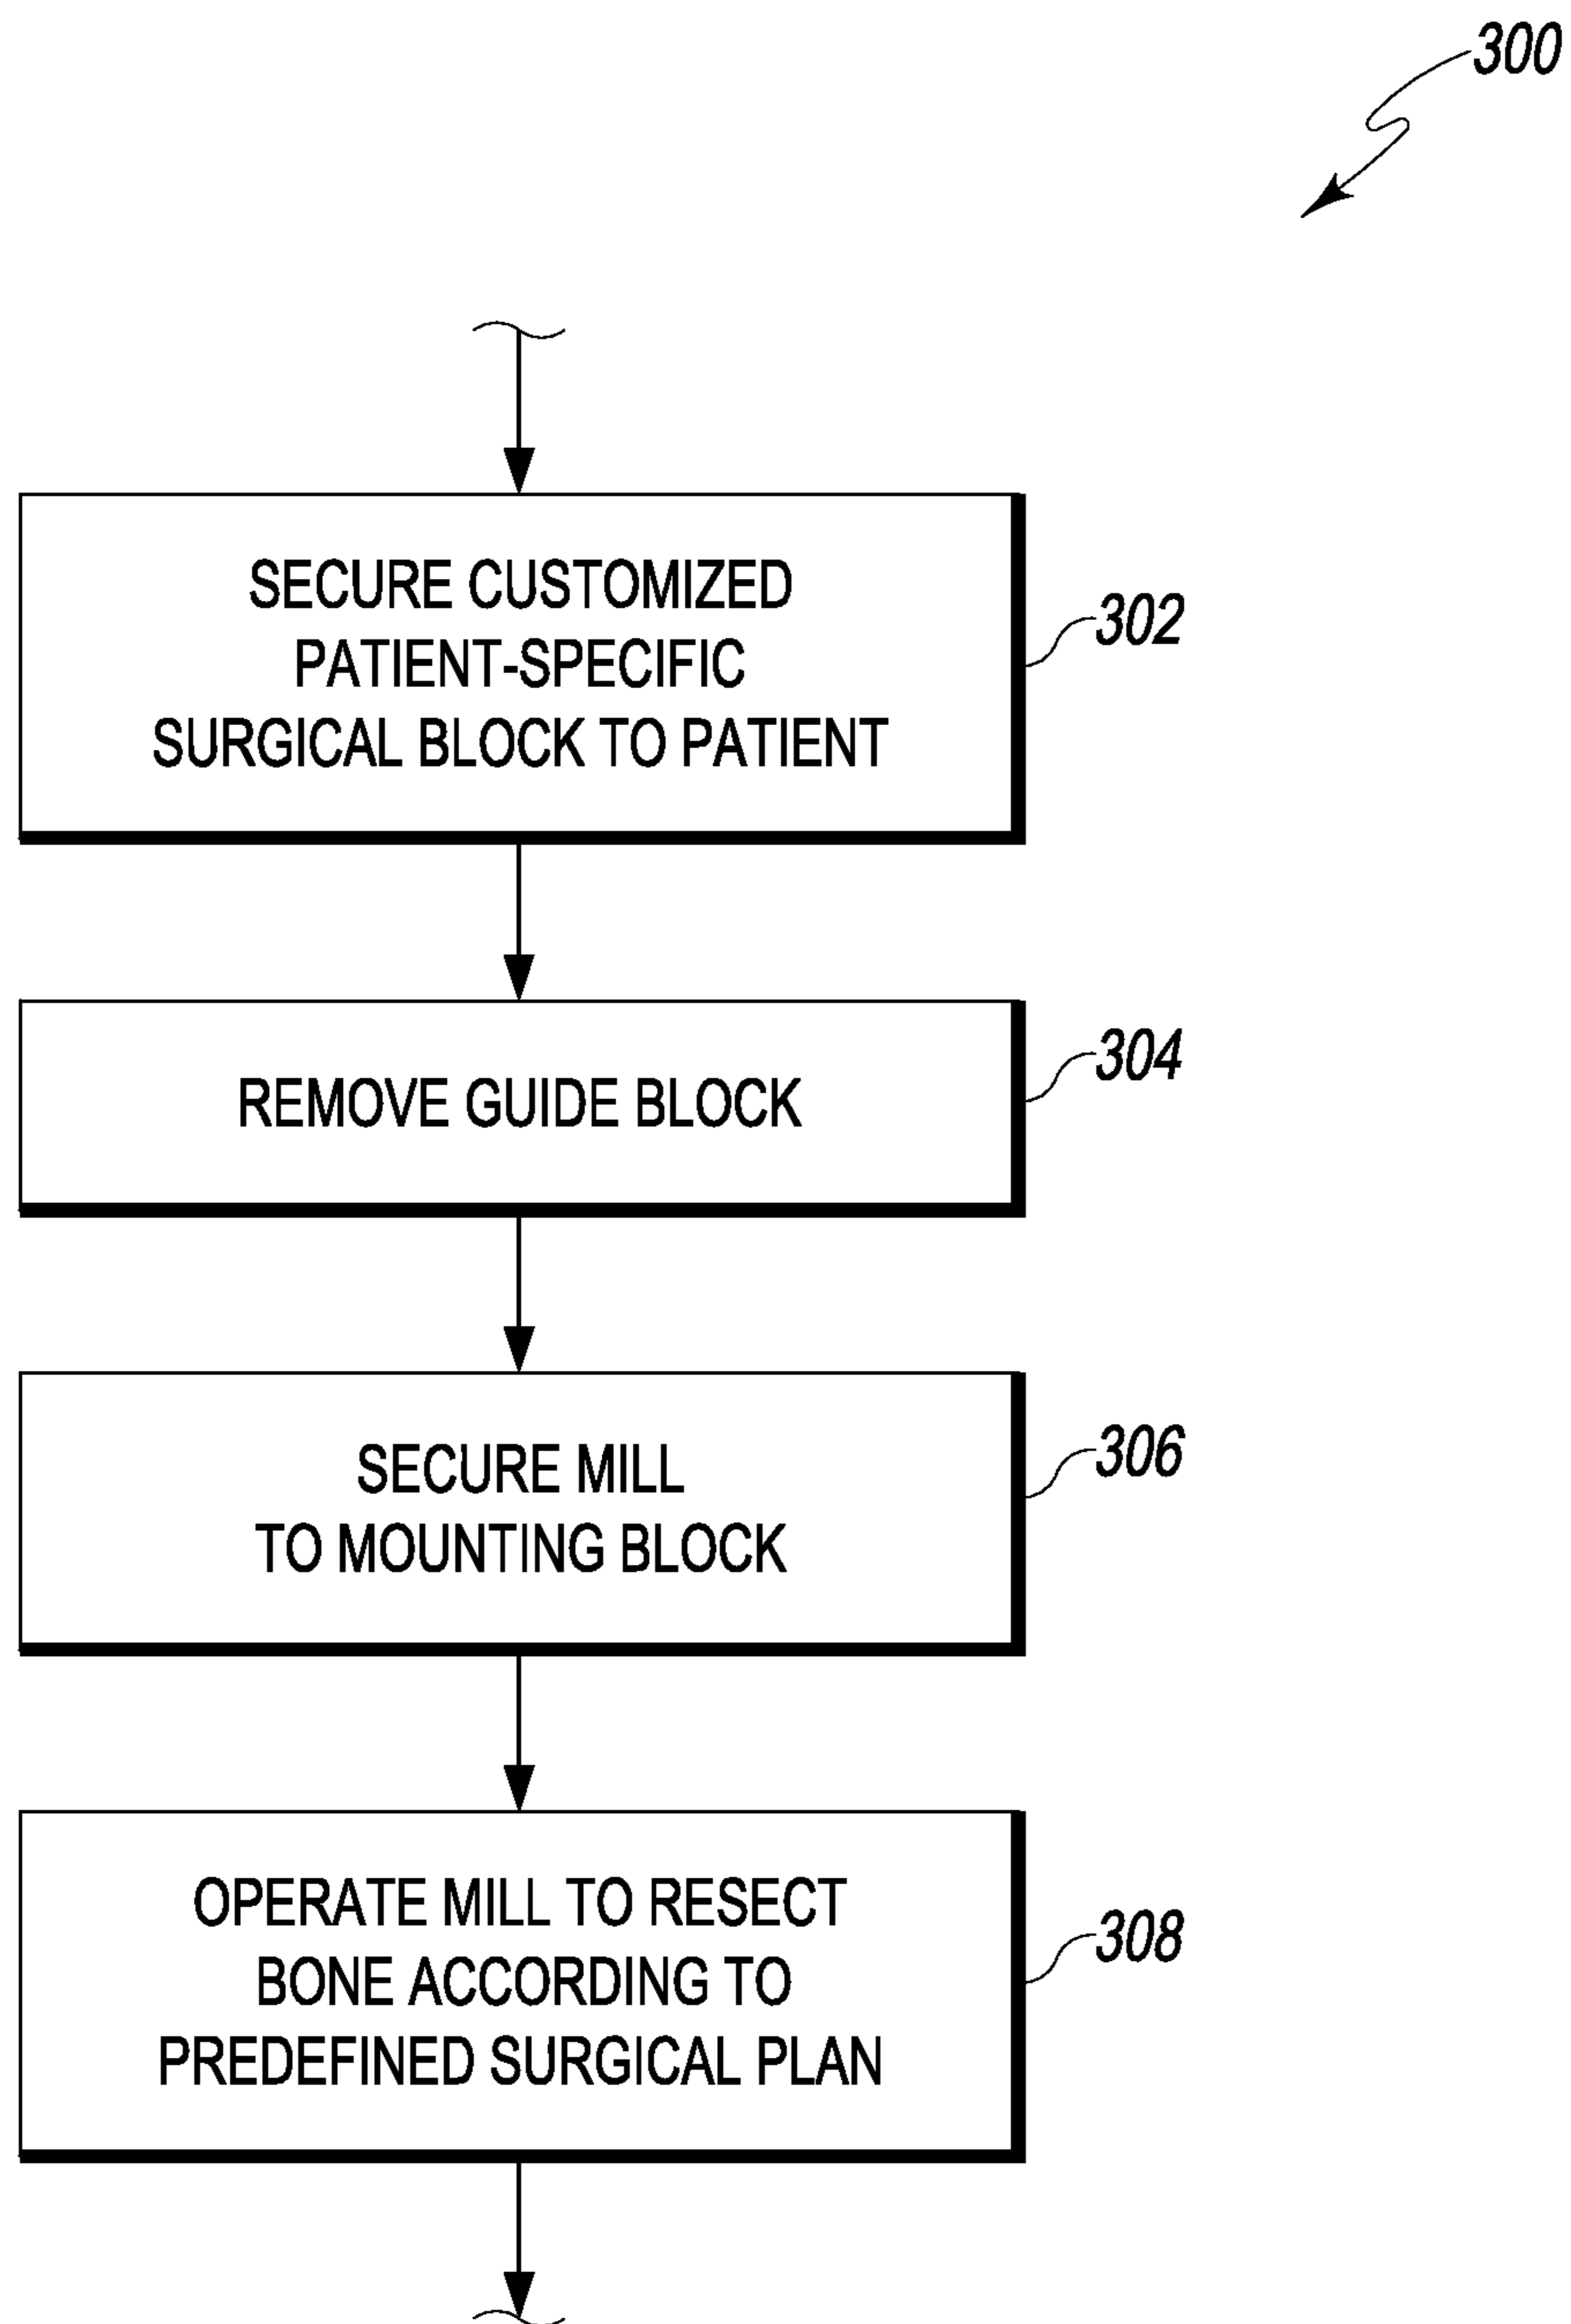 300
SECURE CUSTOMIZED
PATIENT-SPECIFIC
SURGICAL BLOCK TO PATIENT
302
REMOVE GUIDE BLOCK
304
SECURE MILL
TO MOUNTING BLOCK
306
OPERATE MILL TO RESECT
BONE ACCORDING TO
PREDEFINED SURGICAL PLAN
308